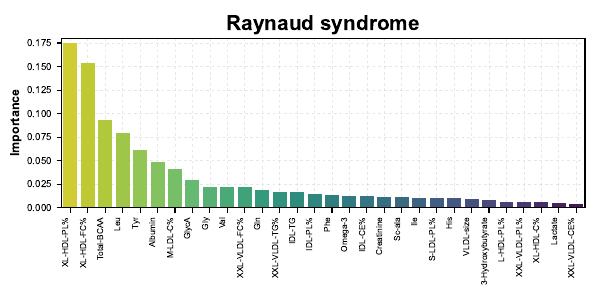 Raynaud syndrome
Importance
0.175
0.150
0.125
0.100
0.075
0.050
0.025
0.000
XL-HDL-PL%
XL-HDL-FC%
Total-BCAA
Leu
Tyr
Albumin
M-LDL-C%
GlycA
Gly
Val
XXL-VLDL-FC%
Gln
XXL-VLDL-TG%
IDL-TG
IDL-PL%
Phe
Omega-3
IDL-CE%
Creatinine
Sc-ala
Ile
S-LDL-PL%
His
VLDL-size
3-Hydroxybutyrate
L-HDL-PL%
XXL-VLDL-PL%
XL-HDL-C%
Lactate
XXL-VLDL-CE%